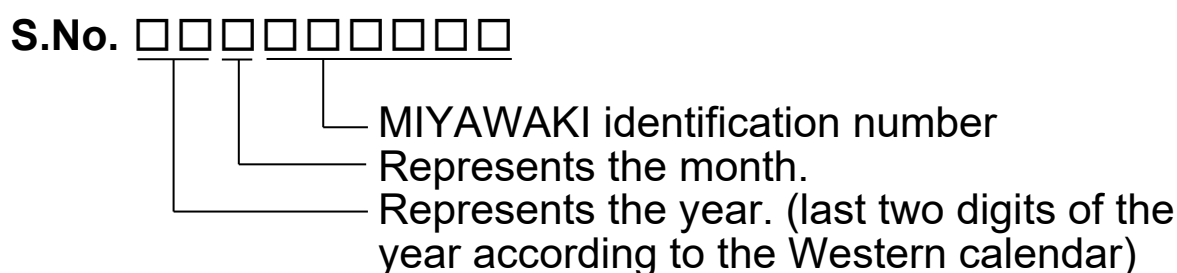 S.No. □□□□□□□□□
MIYAWAKI identification number
Represents the month.
Represents the year. (last two digits of the
year according to the Western calendar)